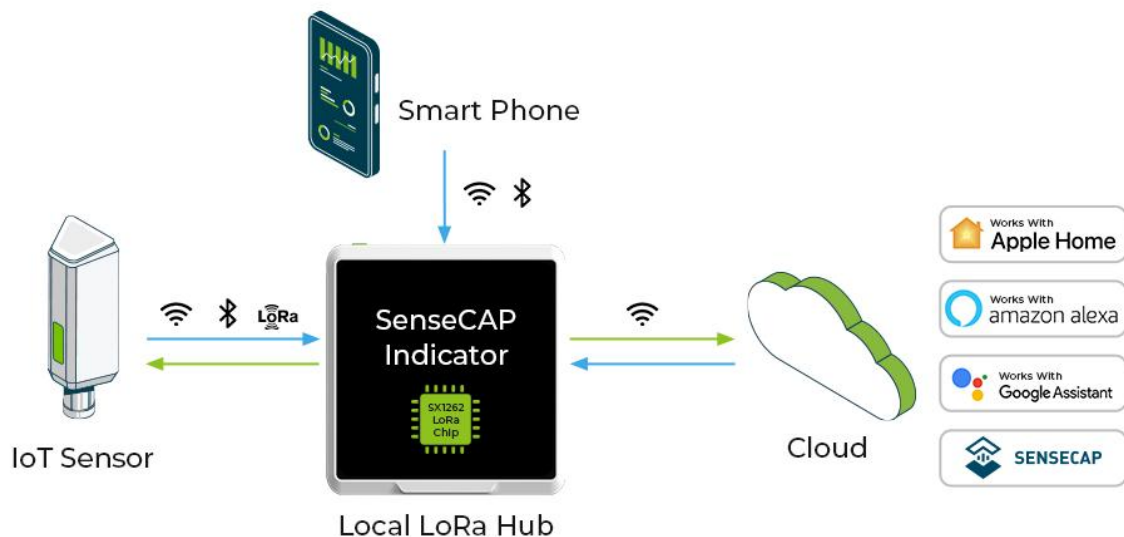 Smart Phone
LoRa
SenseCAP
Indicator
SX1262
LoRa
Chip
IoT Sensor
Local LoRa Hub
Cloud
Works With
Apple Home
Works With
amazon alexa
Works With
Google Assistant
SENSECAP